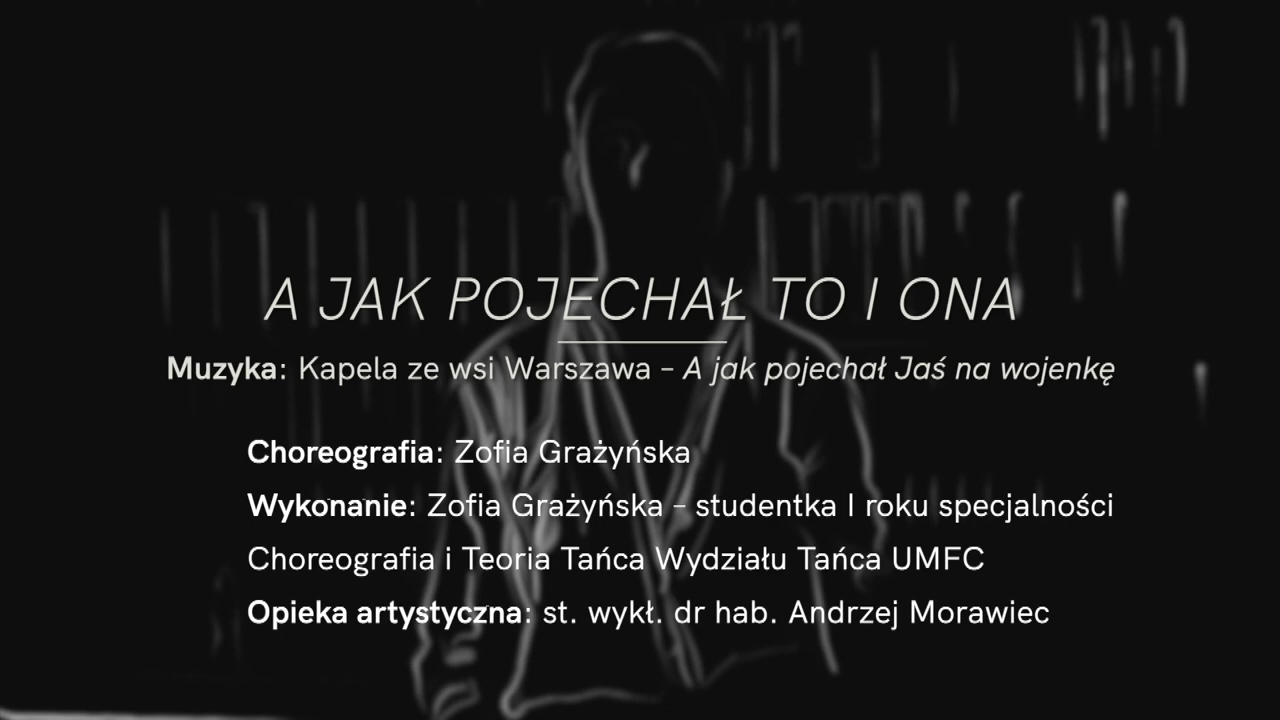 A JAK POJECHAŁ TO I ONA
Muzyka: Kapela ze wsi Warszawa – A jak pojechał Jaś na wojenkę
Choreografia: Zofia Grażyńska
Wykonanie: Zofia Grażyńska – studentka I roku specjalności
Choreografia i Teoria Tańca Wydziału Tańca UMFC
Opieka artystyczna: st. wykł. dr hab. Andrzej Morawiec